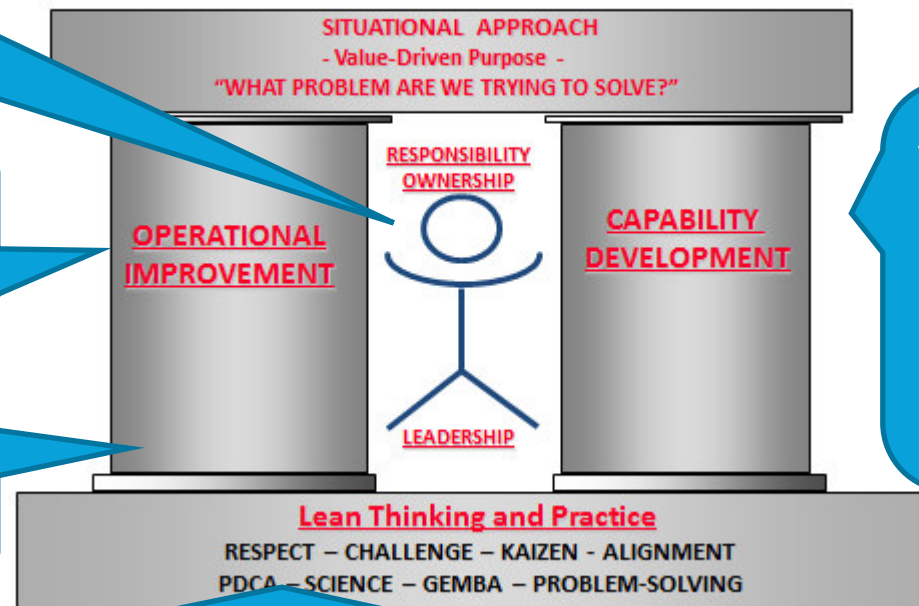 SITUATIONAL APPROACH
- Value-Driven Purpose -
"WHAT PROBLEM ARE WE TRYING TO SOLVE?"
RESPONSIBILITY
OWNERSHIP
OPERATIONAL
IMPROVEMENT
CAPABILITY
DEVELOPMENT
LEADERSHIP
Lean Thinking and Practice
RESPECT – CHALLENGE – KAIZEN - ALIGNMENT
PDCA – SCIENCE – GEMBA – PROBLEM-SOLVING